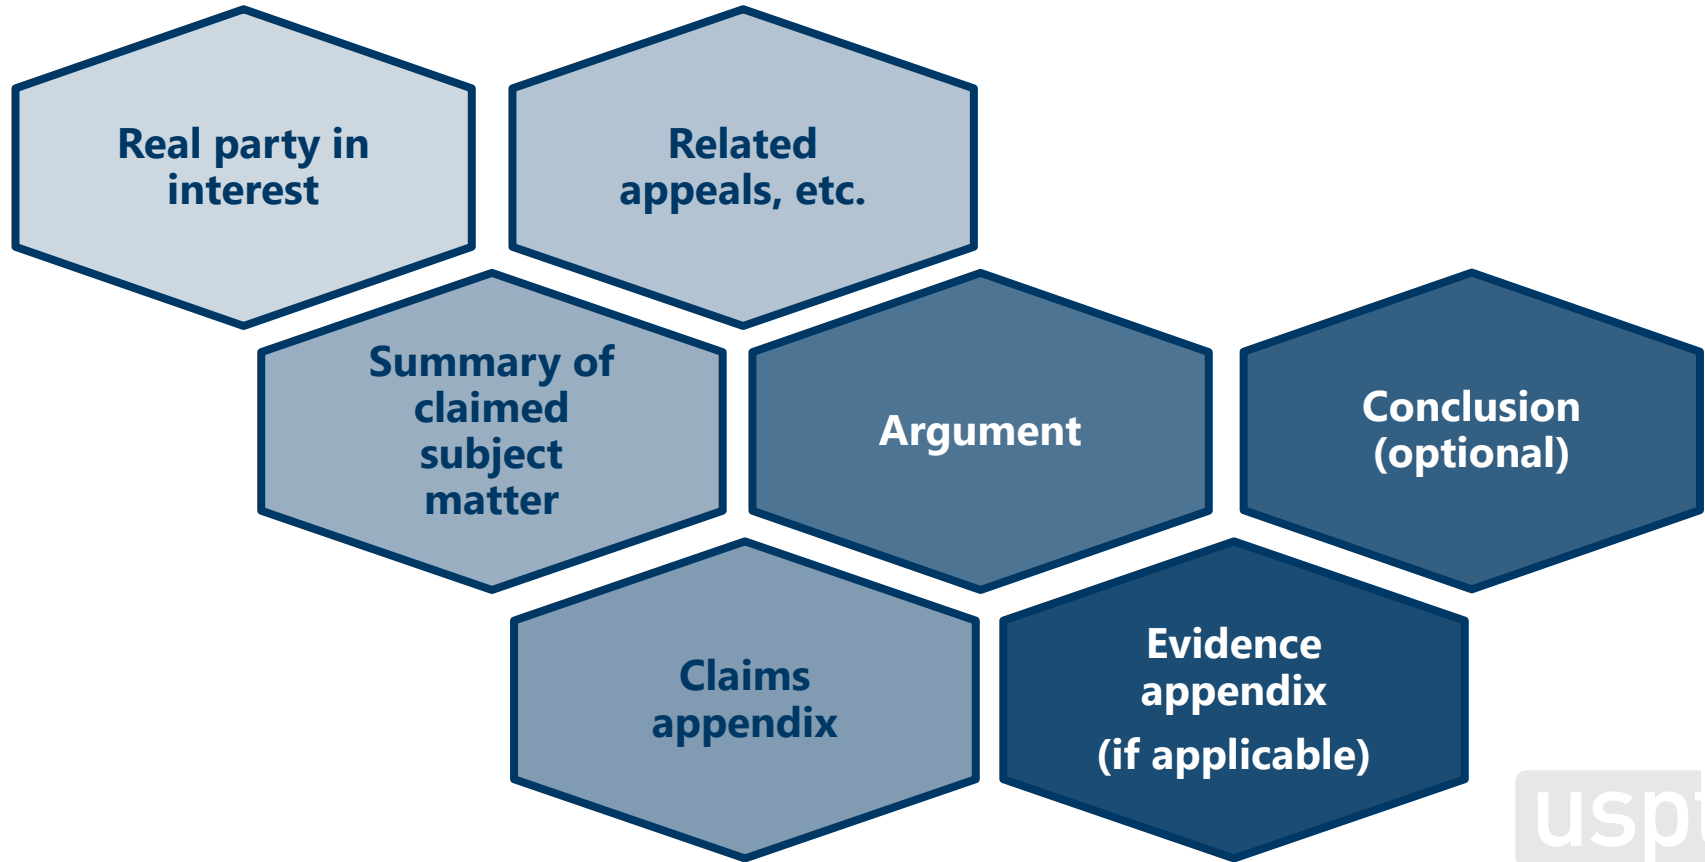 Real party in
interest
Related
appeals, etc.
Summary of
claimed
subject
matter
Argument
Conclusion
(optional)
Claims
appendix
Evidence
appendix
(if applicable)